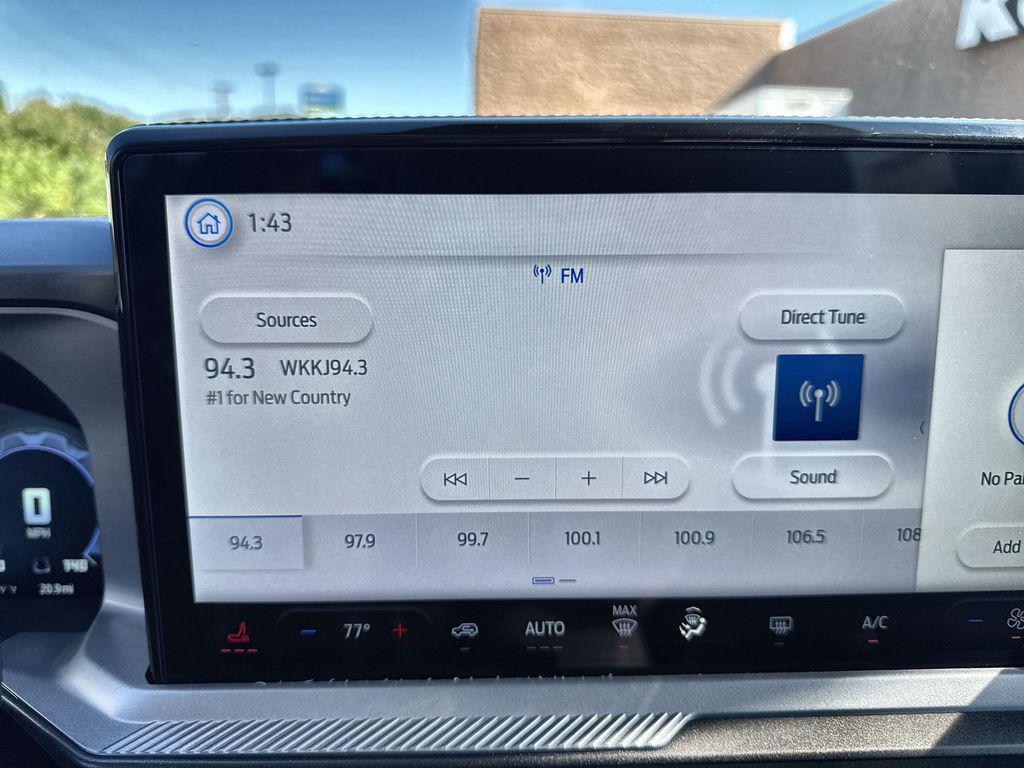 1:43
FM
Sources
Direct Tune
94.3 WKKJ94.3
#1 for New Country
Sound
No Pa
Add
94.3 97.9 99.7 100.1 100.9 106.5 108
0
MPH
77° AUTO MAX A/C